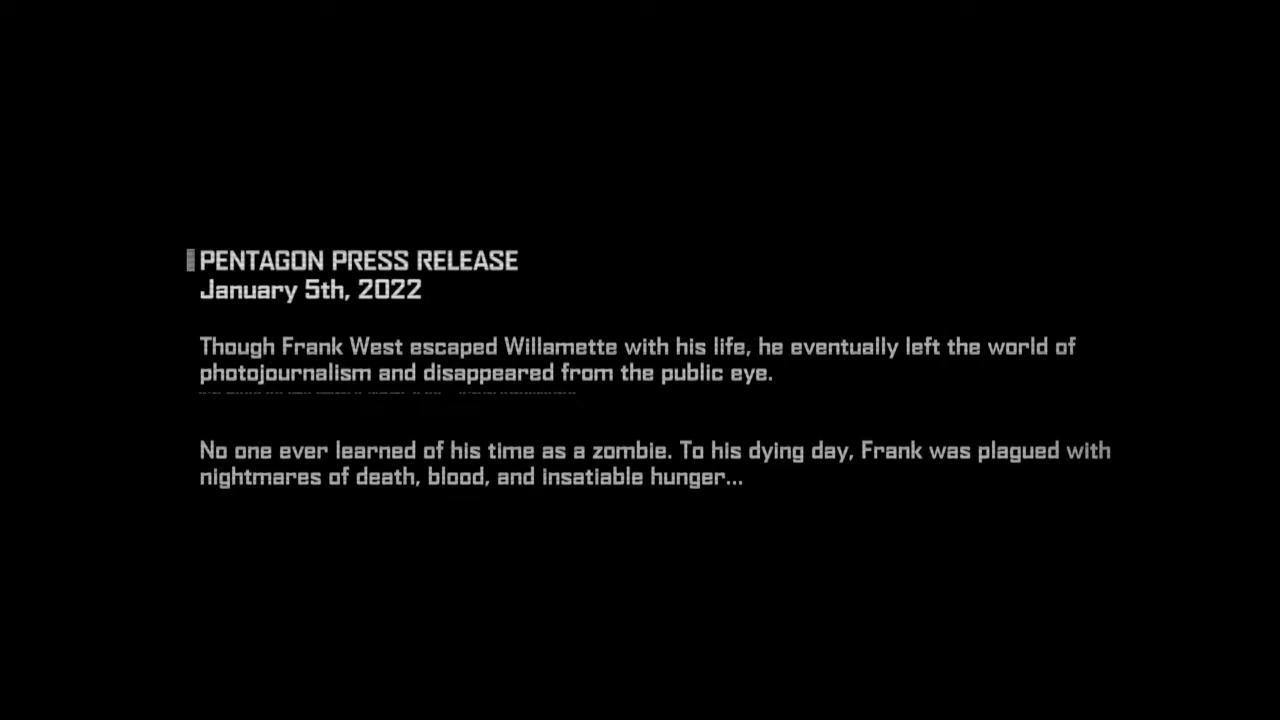 PENTAGON PRESS RELEASE
January 5th, 2022
Though Frank West escaped Willamette with his life, he eventually left the world of
photojournalism and disappeared from the public eye.
No one ever learned of his time as a zombie. To his dying day, Frank was plagued with
nightmares of death, blood, and insatiable hunger...